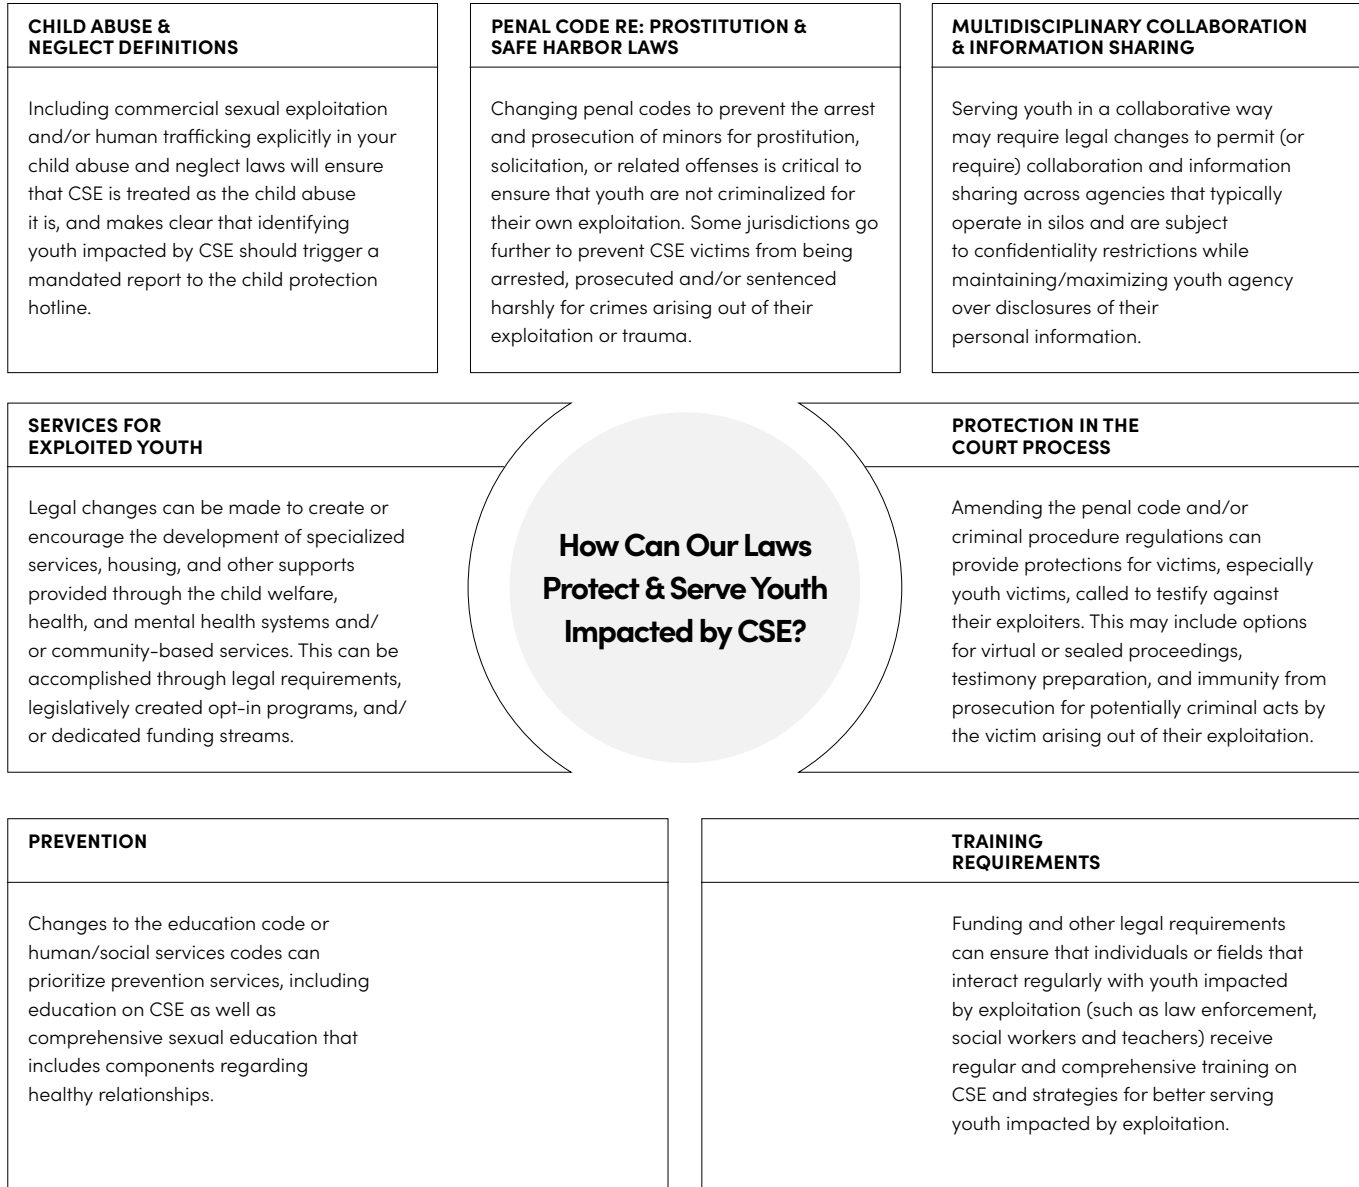 CHILD ABUSE &
NEGLECT DEFINITIONS
Including commercial sexual exploitation
and/or human trafficking explicitly in your
child abuse and neglect laws will ensure
that CSE is treated as the child abuse
it is, and makes clear that identifying
youth impacted by CSE should trigger a
mandated report to the child protection
hotline.
PENAL CODE RE: PROSTITUTION &
SAFE HARBOR LAWS
Changing penal codes to prevent the arrest
and prosecution of minors for prostitution,
solicitation, or related offenses is critical to
ensure that youth are not criminalized for
their own exploitation. Some jurisdictions go
further to prevent CSE victims from being
arrested, prosecuted and/or sentenced
harshly for crimes arising out of their
exploitation or trauma.
MULTIDISCIPLINARY COLLABORATION
& INFORMATION SHARING
Serving youth in a collaborative way
may require legal changes to permit (or
require) collaboration and information
sharing across agencies that typically
operate in silos and are subject
to confidentiality restrictions while
maintaining/maximizing youth agency
over disclosures of their
personal information.
SERVICES FOR
EXPLOITED YOUTH
Legal changes can be made to create or
encourage the development of specialized
services, housing, and other supports
provided through the child welfare,
health, and mental health systems and/
or community-based services. This can be
accomplished through legal requirements,
legislatively created opt-in programs, and/
or dedicated funding streams.
How Can Our Laws
Protect & Serve Youth
Impacted by CSE?
PROTECTION IN THE
COURT PROCESS
Amending the penal code and/or
criminal procedure regulations can
provide protections for victims, especially
youth victims, called to testify against
their exploiters. This may include options
for virtual or sealed proceedings,
testimony preparation, and immunity from
prosecution for potentially criminal acts by
the victim arising out of their exploitation.
PREVENTION
Changes to the education code or
human/social services codes can
prioritize prevention services, including
education on CSE as well as
comprehensive sexual education that
includes components regarding
healthy relationships.
TRAINING
REQUIREMENTS
Funding and other legal requirements
can ensure that individuals or fields that
interact regularly with youth impacted
by exploitation (such as law enforcement,
social workers and teachers) receive
regular and comprehensive training on
CSE and strategies for better serving
youth impacted by exploitation.